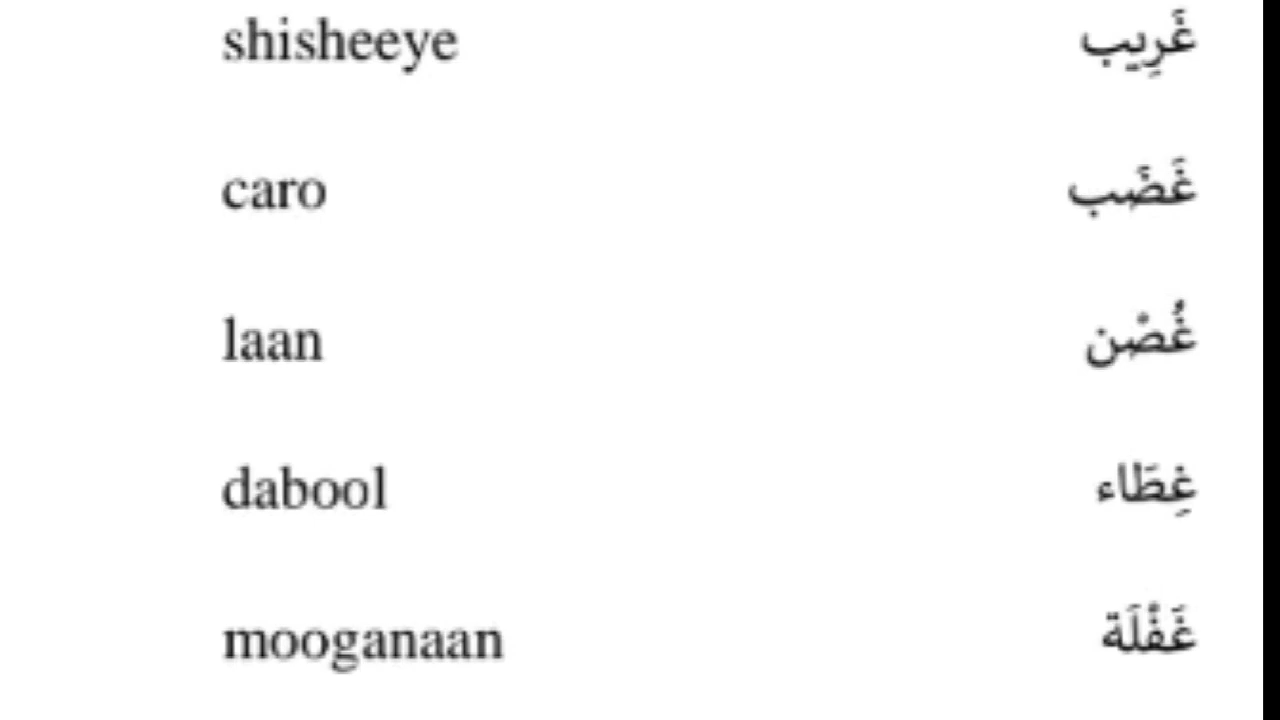 shisheeye غَرِيب
caro غَضَب
laan غُصْن
dabool غِطَاء
mooganaan غَفْلَة